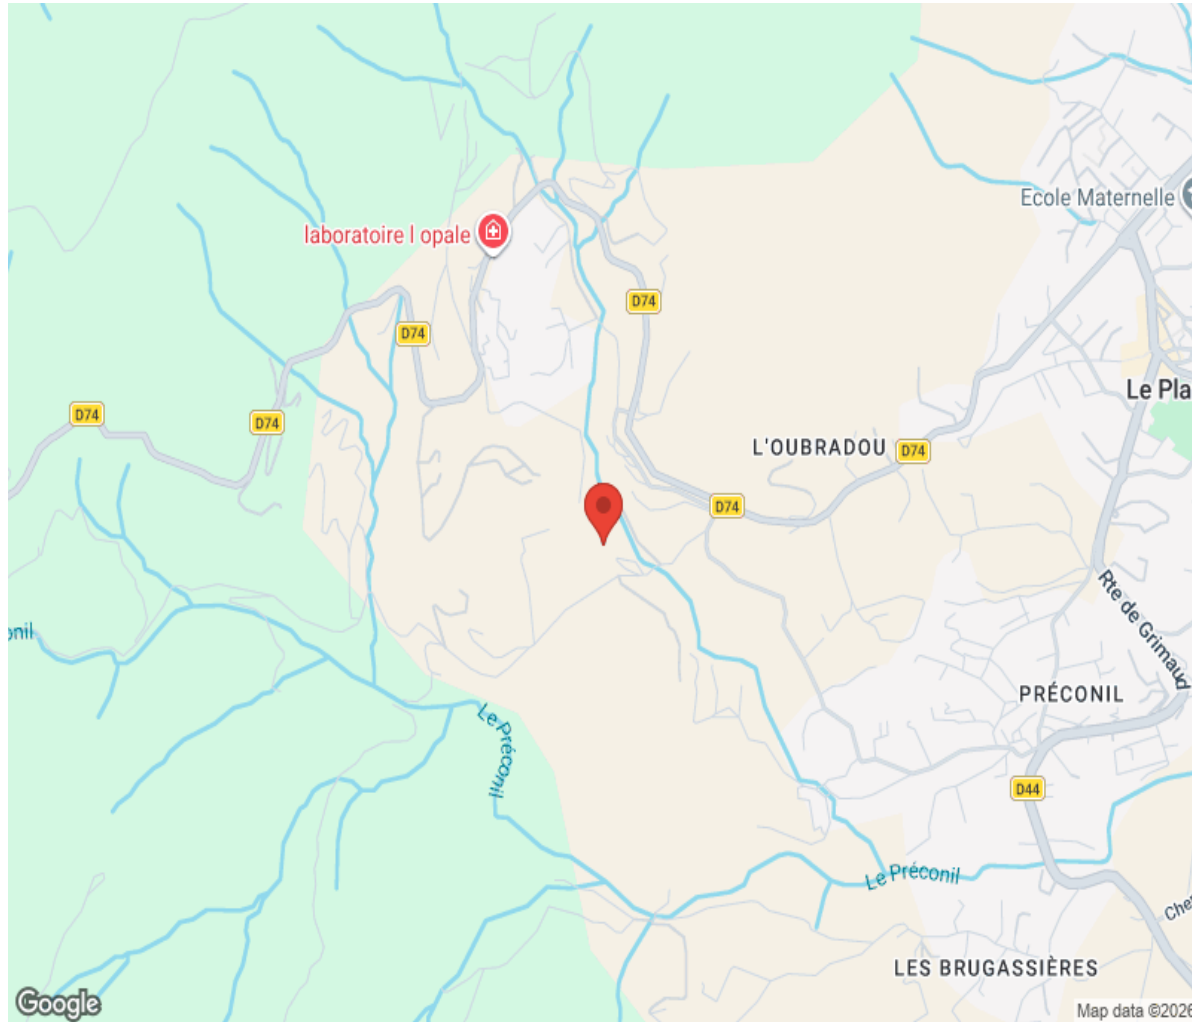 Ecole Maternelle
laboratoire l opale
D74
D74
D74
D74
Le Pla
L'OUBRADOU
D74
D74
Rte de Grimaud
onil
PRÉCONIL
Le Préconil
D44
Le Préconil
Che
LES BRUGASSIÈRES
Google
Map data ©2026